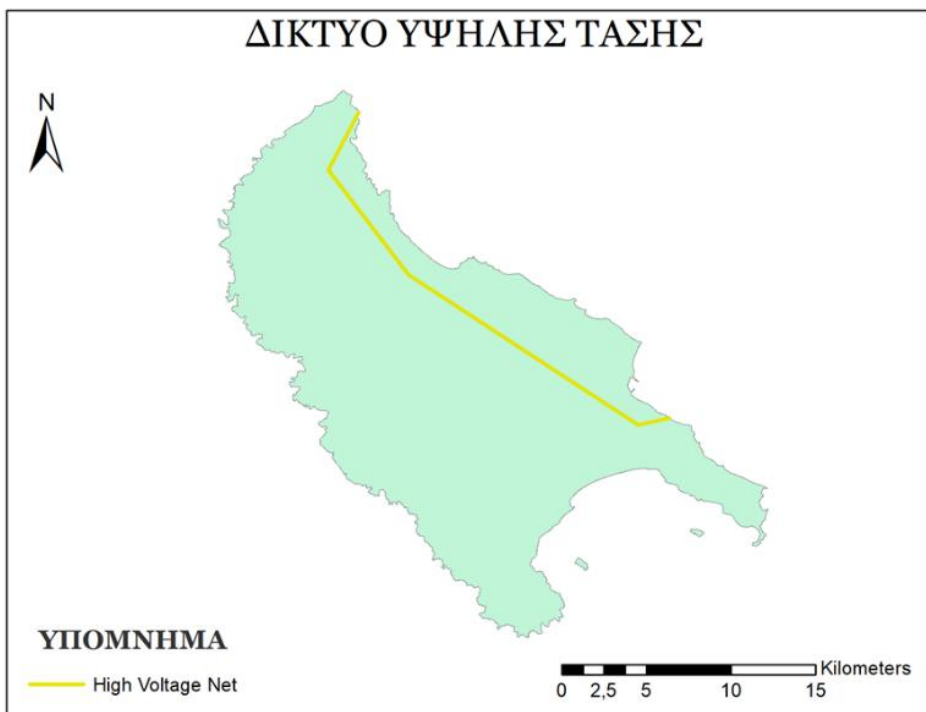 ΔΙΚΤΥΟ ΥΨΗΛΗΣ ΤΑΣΗΣ
N
ΥΠΟΜΝΗΜΑ
High Voltage Net
Kilometers
0 2,5 5 10 15